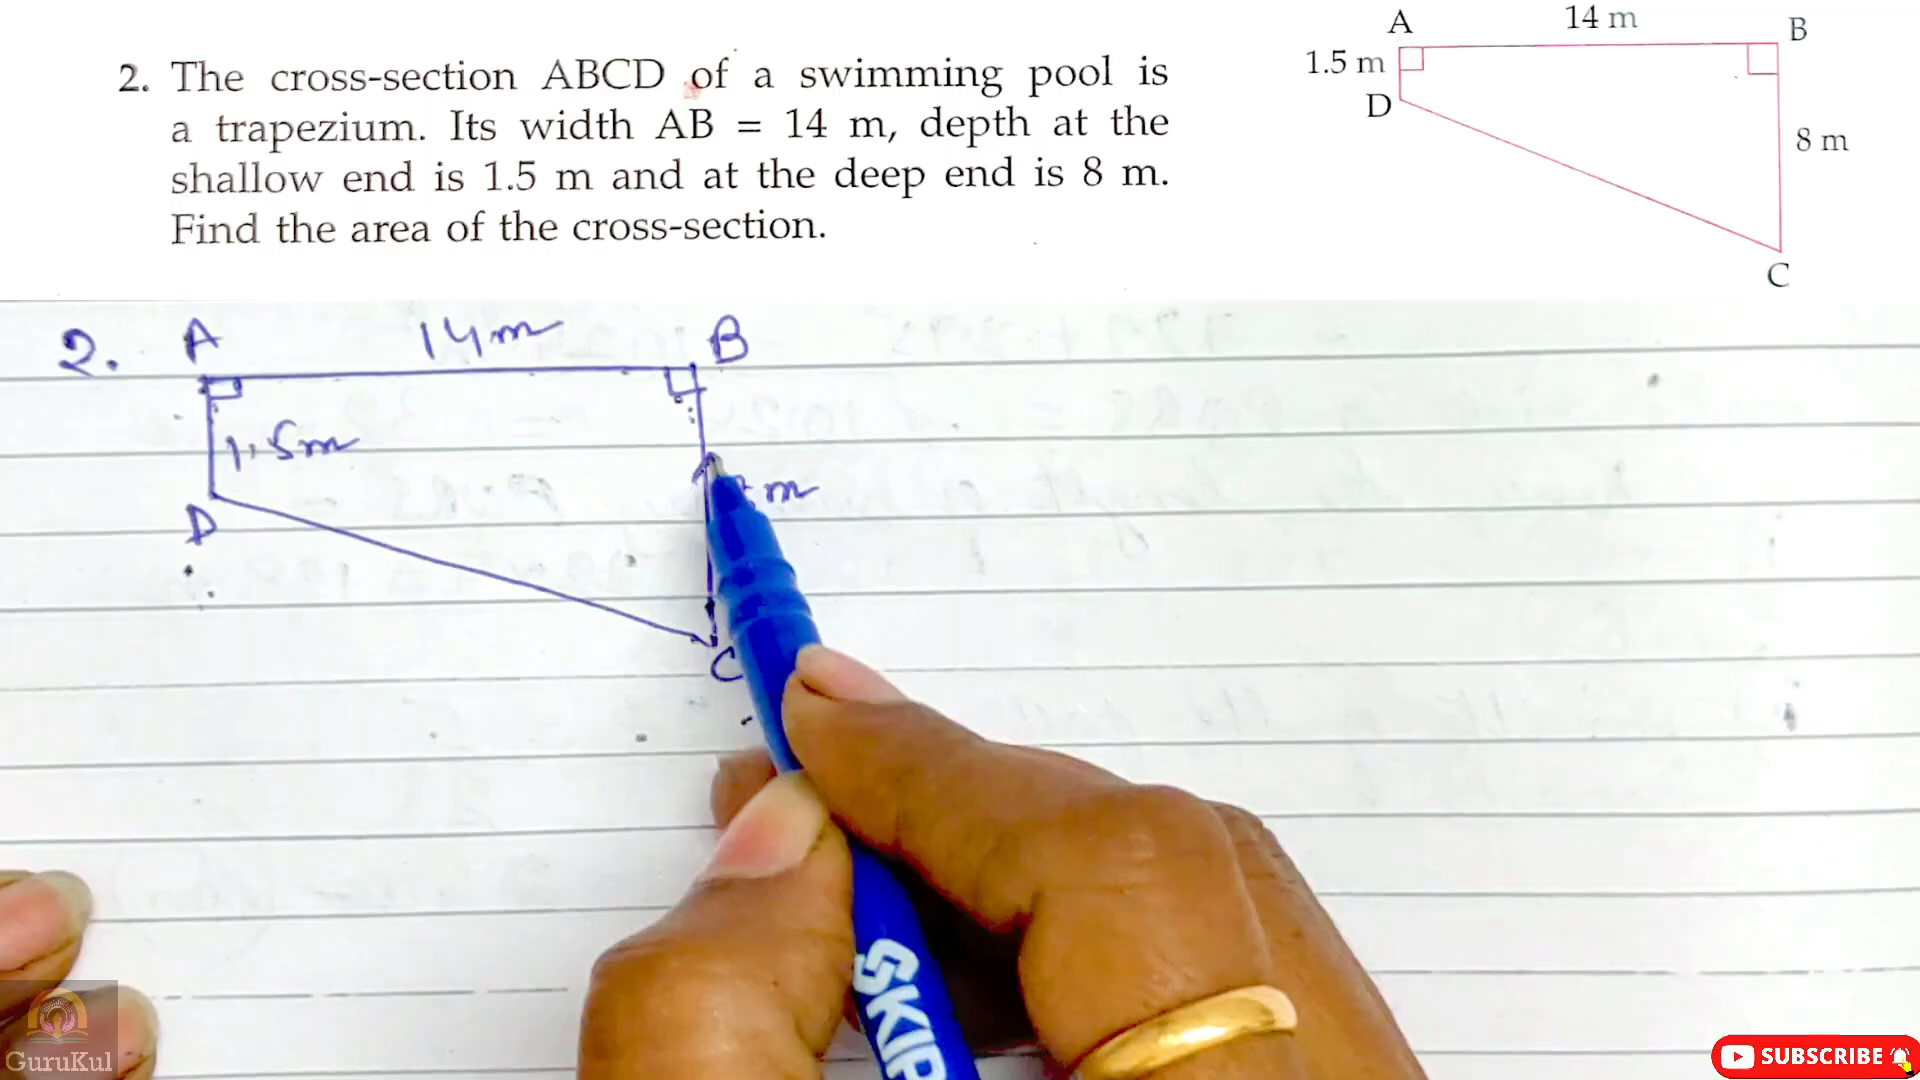 2. The cross-section ABCD of a swimming pool is
a trapezium. Its width AB = 14 m, depth at the
shallow end is 1.5 m and at the deep end is 8 m.
Find the area of the cross-section.
A
14 m
B
1.5 m
D
8 m
C
2.
A
14m
B
1.5m
D
m
C
SKIP
GuruKul
SUBSCRIBE